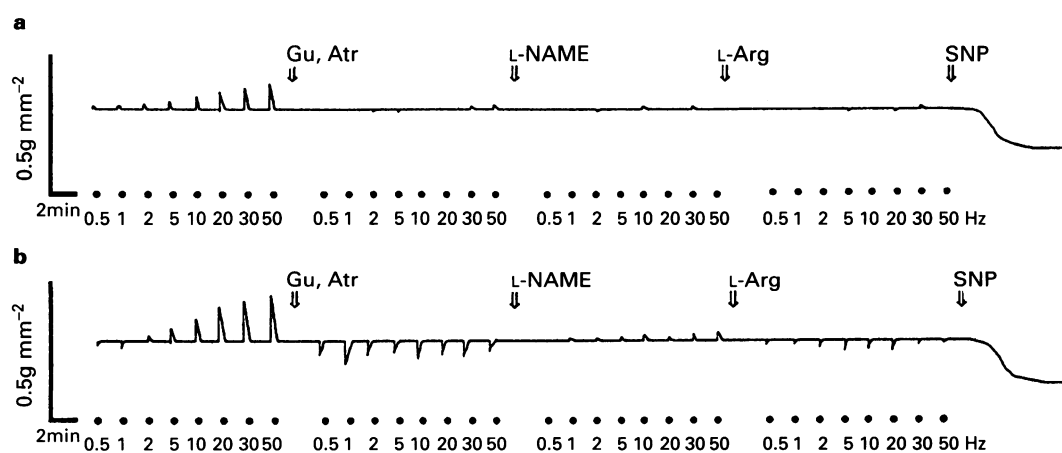 a
Gu, Atr L-NAME L-Arg SNP
0.5g mm⁻²
2min 0.5 1 2 5 10 20 30 50 0.5 1 2 5 10 20 30 50 0.5 1 2 5 10 20 30 50 0.5 1 2 5 10 20 30 50 Hz
b
Gu, Atr L-NAME L-Arg SNP
0.5g mm⁻²
2min 0.5 1 2 5 10 20 30 50 0.5 1 2 5 10 20 30 50 0.5 1 2 5 10 20 30 50 0.5 1 2 5 10 20 30 50 Hz